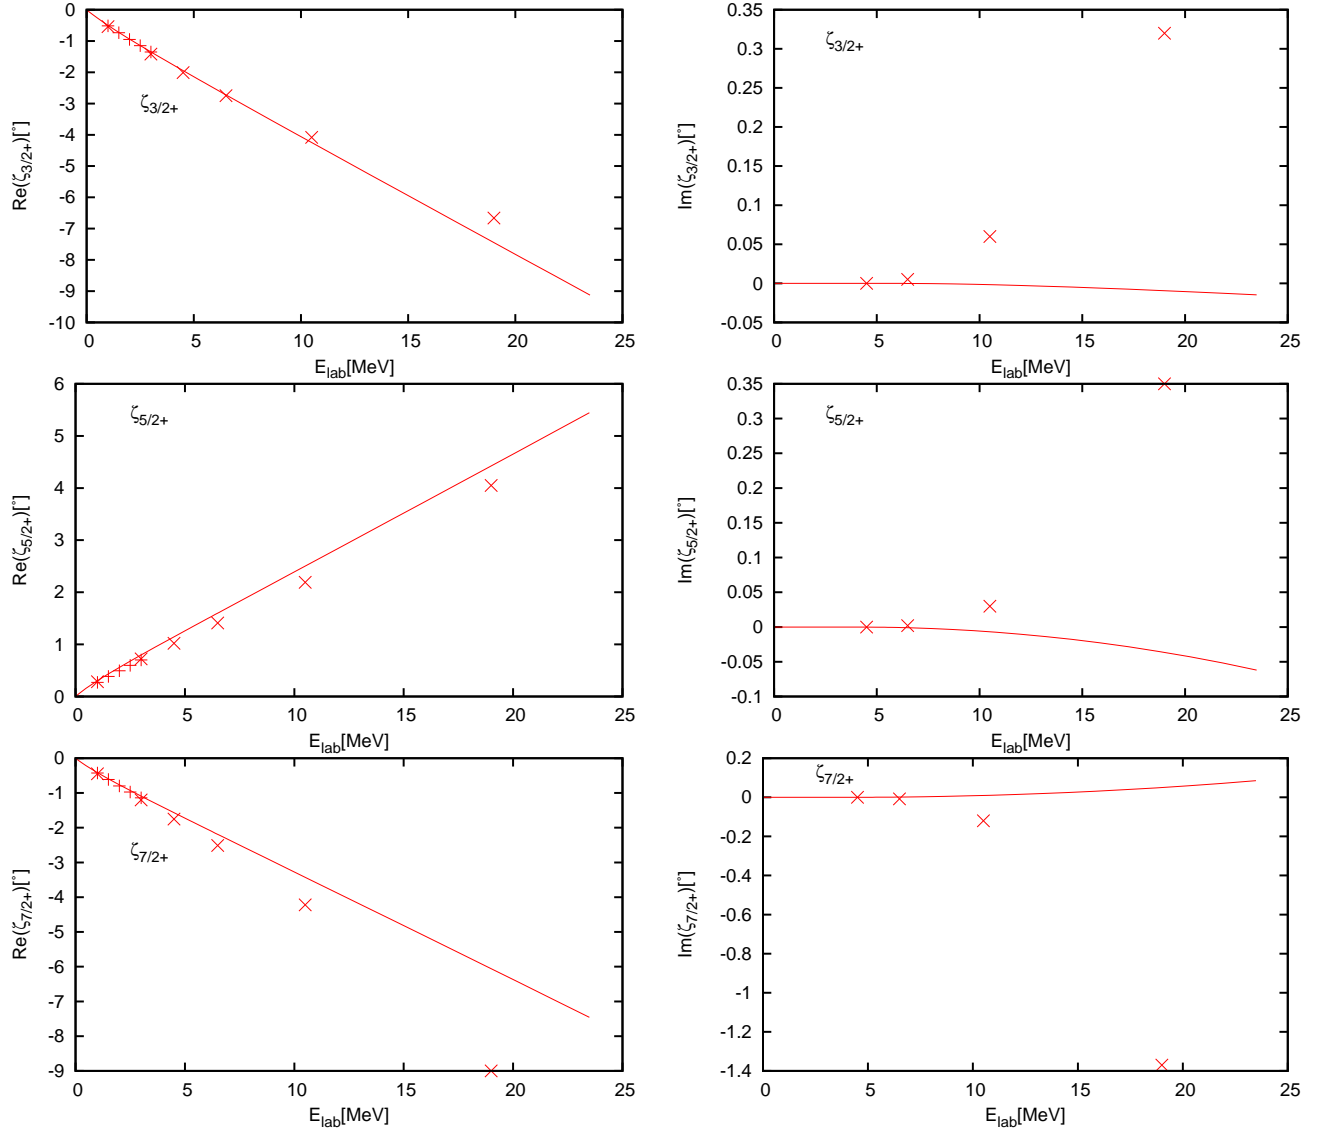 0
-1
-2
-3
-4
-5
-6
-7
-8
-9
-10
0 5 10 15 20 25
Re(ζ3/2+)[°]
E_lab[MeV]
ζ3/2+
0.35
0.3
0.25
0.2
0.15
0.1
0.05
0
-0.05
0 5 10 15 20 25
Im(ζ3/2+)[°]
E_lab[MeV]
ζ3/2+
6
5
4
3
2
1
0
0 5 10 15 20 25
Re(ζ5/2+)[°]
E_lab[MeV]
ζ5/2+
0.35
0.3
0.25
0.2
0.15
0.1
0.05
0
-0.05
-0.1
0 5 10 15 20 25
Im(ζ5/2+)[°]
E_lab[MeV]
ζ5/2+
0
-1
-2
-3
-4
-5
-6
-7
-8
-9
0 5 10 15 20 25
Re(ζ7/2+)[°]
E_lab[MeV]
ζ7/2+
0.2
0
-0.2
-0.4
-0.6
-0.8
-1
-1.2
-1.4
0 5 10 15 20 25
Im(ζ7/2+)[°]
E_lab[MeV]
ζ7/2+